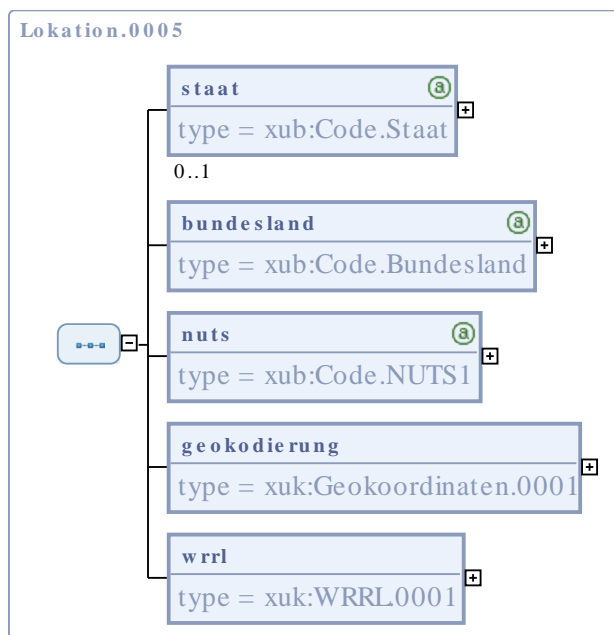 Lokation.0005
staat @
type = xub:Code.Staat
0..1
bundesland @
type = xub:Code.Bundesland
nuts @
type = xub:Code.NUTS1
geokodierung
type = xuk:Geokoordinaten.0001
wrrl
type = xuk:WRRL.0001